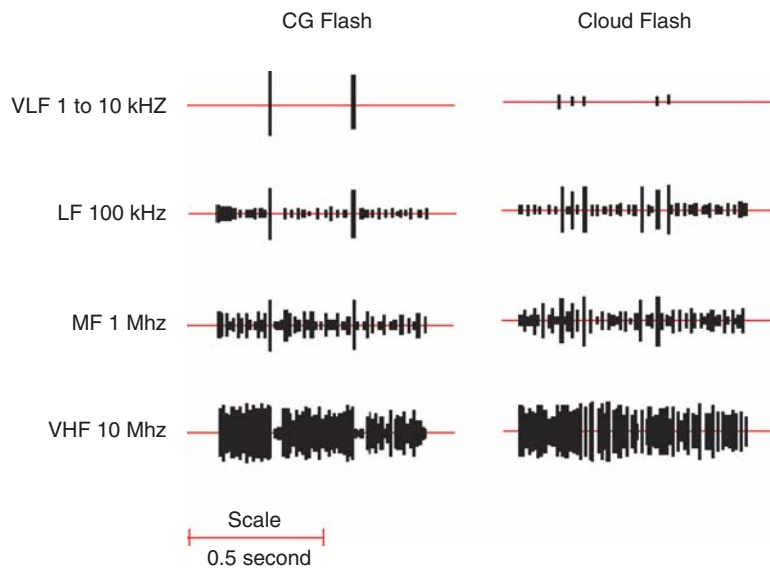 CG Flash
Cloud Flash
VLF 1 to 10 kHZ
LF 100 kHz
MF 1 Mhz
VHF 10 Mhz
Scale
0.5 second